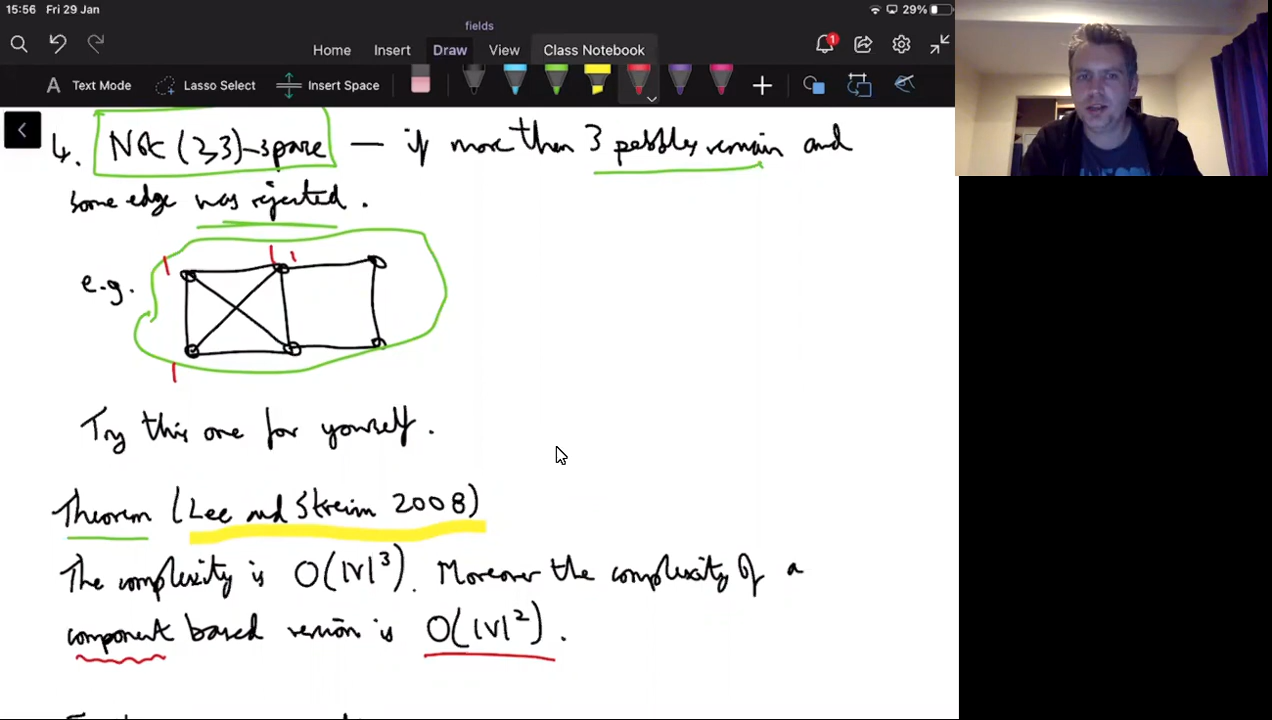 15:56 Fri 29 Jan
29%
fields
Home Insert Draw View Class Notebook
1
A Text Mode Lasso Select Insert Space
4. Not (2,3)-sparse — if more than 3 pebbles remain and
some edge was rejected.
e.g.
Try this one for yourself.
Theorem (Lee and Streinu 2008)
The complexity is O(|V|³). Moreover the complexity of a
component based version is O(|V|²).